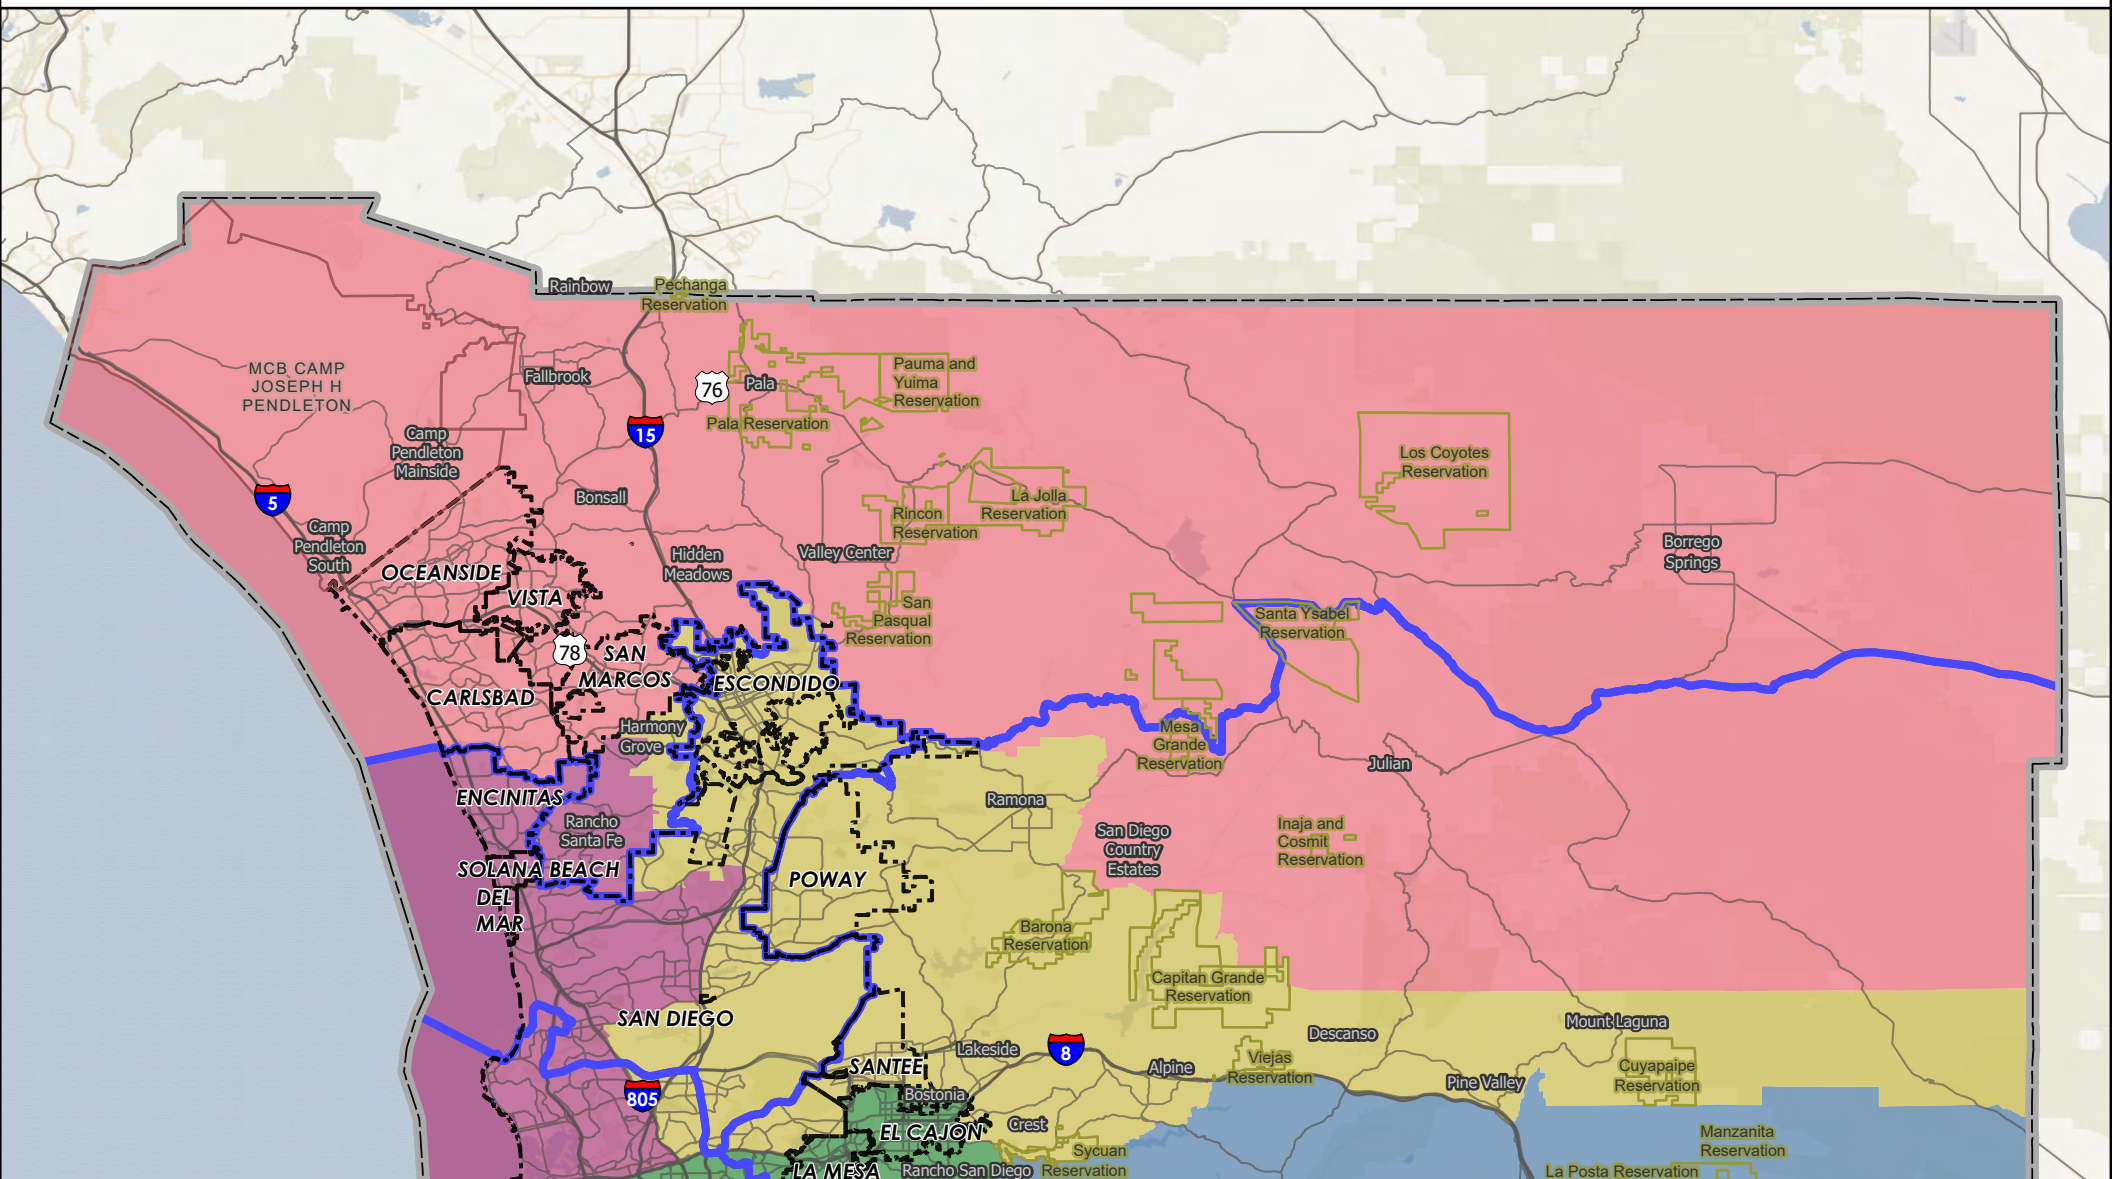 Rainbow
Pechanga
Reservation
MCB CAMP
JOSEPH H
PENDLETON
Fallbrook
76
Pala
Pauma and
Yuima
Reservation
Pala Reservation
15
Camp
Pendleton
Mainside
Los Coyotes
Reservation
5
Bonsall
La Jolla
Reservation
Rincon
Reservation
Camp
Pendleton
South
Hidden
Meadows
Valley Center
Borrego
Springs
OCEANSIDE
VISTA
San
Pasqual
Reservation
Santa Ysabel
Reservation
78
SAN
MARCOS
ESCONDIDO
CARLSBAD
Harmony
Grove
Mesa
Grande
Reservation
Julian
ENCINITAS
Ramona
Rancho
Santa Fe
San Diego
Country
Estates
Inaja and
Cosmit
Reservation
SOLANA BEACH
POWAY
DEL
MAR
Barona
Reservation
Capitan Grande
Reservation
SAN DIEGO
Descanso
Mount Laguna
Lakeside
8
SANTEE
Alpine
Viejas
Reservation
Pine Valley
Cuyapaipe
Reservation
805
Bostonia
Crest
EL CAJON
Manzanita
Reservation
Sycuan
Reservation
LA MESA
Rancho San Diego
La Posta Reservation